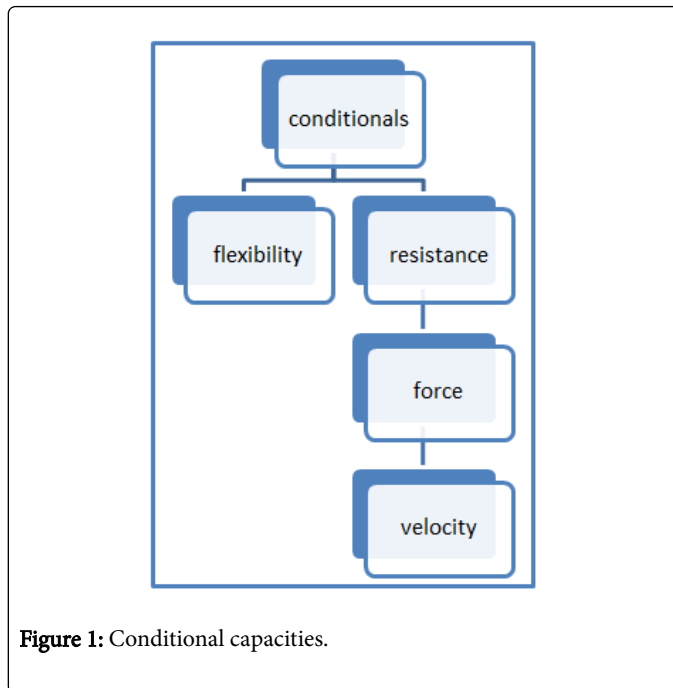 conditionals
flexibility
resistance
force
velocity
Figure 1: Conditional capacities.